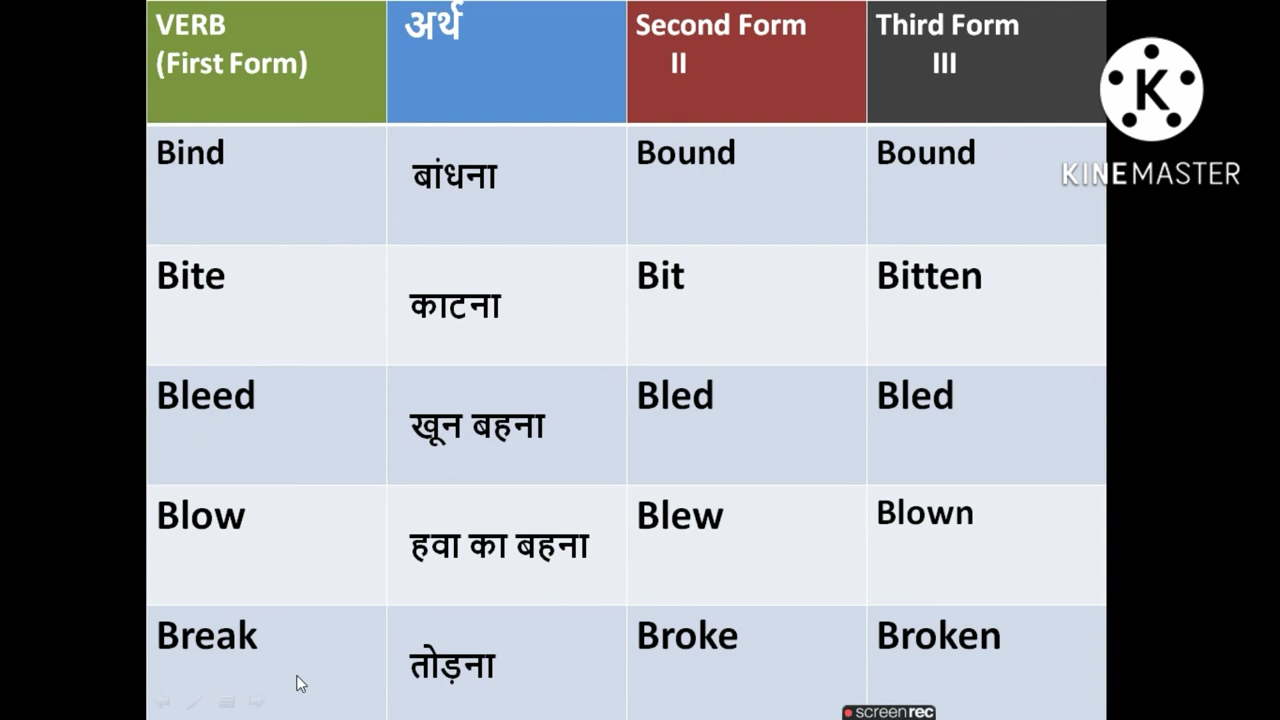 VERB
(First Form)
अर्थ
Second Form
II
Third Form
III
Bind
बांधना
Bound
Bound
Bite
काटना
Bit
Bitten
Bleed
खून बहना
Bled
Bled
Blow
हवा का बहना
Blew
Blown
Break
तोड़ना
Broke
Broken
K
KINEMASTER
screenrec